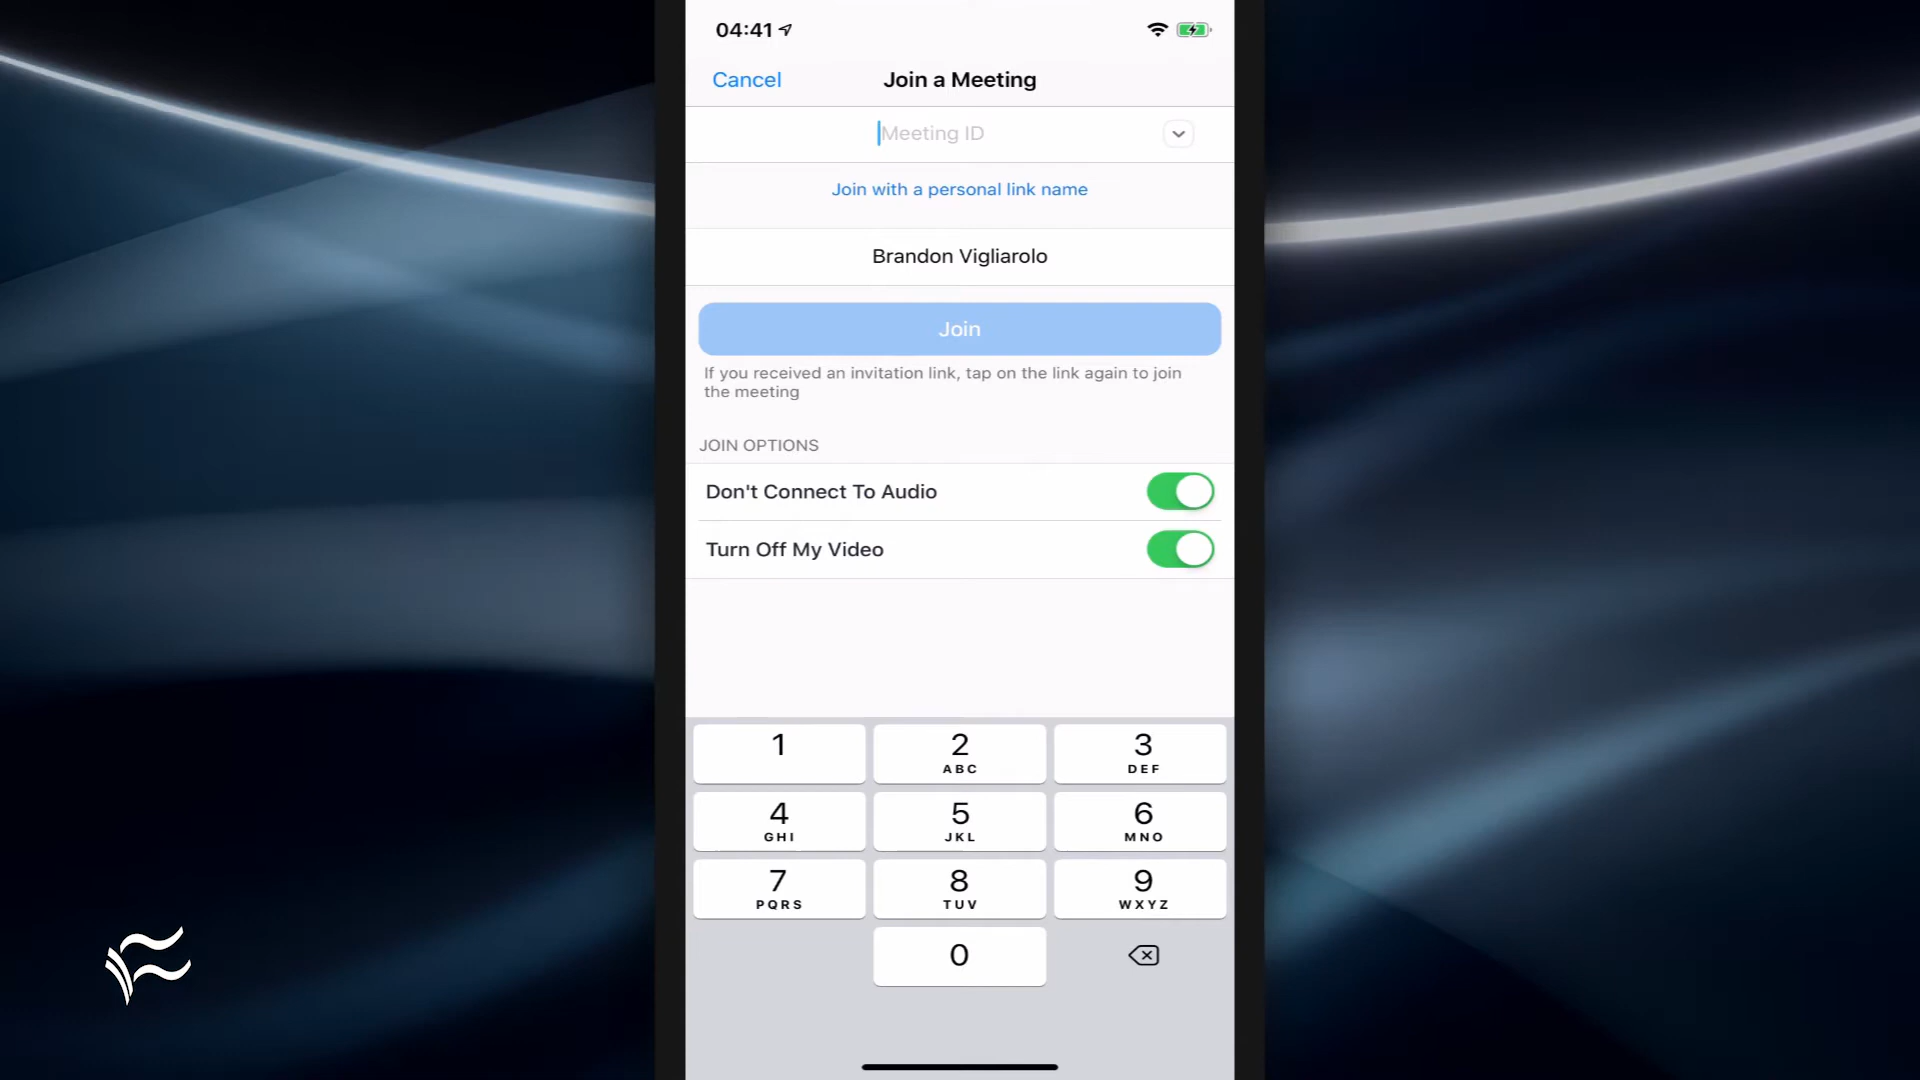 04:41
Cancel
Join a Meeting
Meeting ID
Join with a personal link name
Brandon Vigliarolo
Join
If you received an invitation link, tap on the link again to join
the meeting
JOIN OPTIONS
Don't Connect To Audio
Turn Off My Video
1 2 3
ABC DEF
4 5 6
GHI JKL MNO
7 8 9
PQRS TUV WXYZ
0